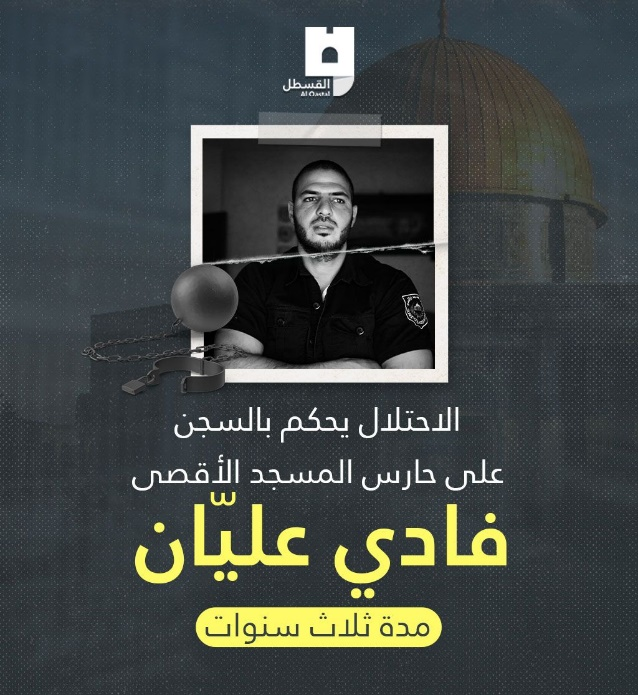 القسطل
Al Qastal
الاحتلال يحكم بالسجن
على حارس المسجد الأقصى
فادي عليّان
مدة ثلاث سنوات